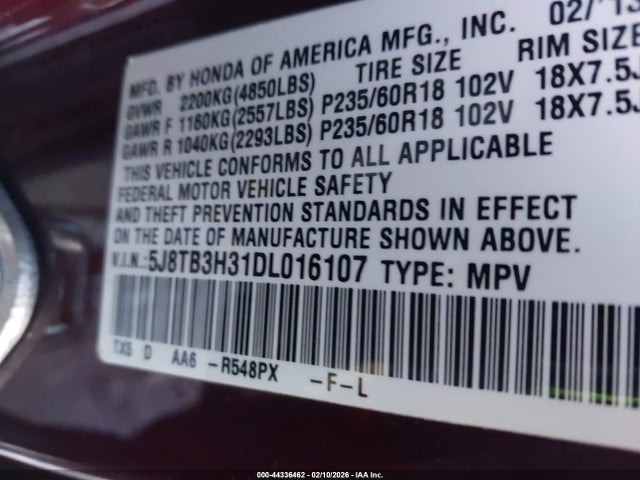 MFD. BY HONDA OF AMERICA MFG., INC. 02/'13
GVWR 2200KG(4850LBS) TIRE SIZE RIM SIZE
GAWR F 1160KG(2557LBS) P235/60R18 102V 18X7.5J
GAWR R 1040KG(2293LBS) P235/60R18 102V 18X7.5J
THIS VEHICLE CONFORMS TO ALL APPLICABLE
FEDERAL MOTOR VEHICLE SAFETY
AND THEFT PREVENTION STANDARDS IN EFFECT
ON THE DATE OF MANUFACTURE SHOWN ABOVE.
V.I.N.: 5J8TB3H31DL016107 TYPE: MPV
TX5 D AA6 -R548PX -F-L
000-44336462 - 02/10/2026 - IAA Inc.